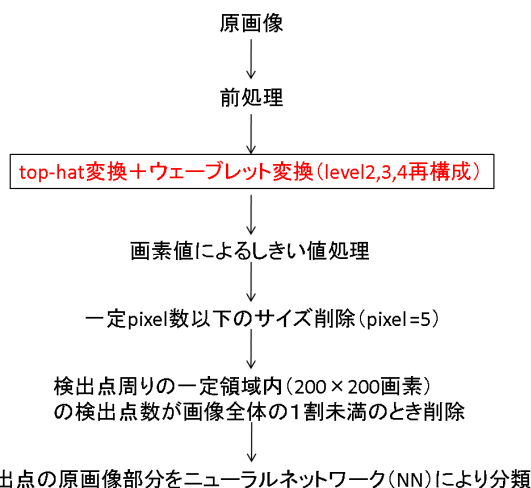 原画像
前処理
top-hat変換＋ウェーブレット変換（level2,3,4再構成）
画素値によるしきい値処理
一定pixel数以下のサイズ削除（pixel=5）
検出点周りの一定領域内（200×200画素）
の検出点数が画像全体の１割未満のとき削除
出点の原画像部分をニューラルネットワーク（NN）により分類